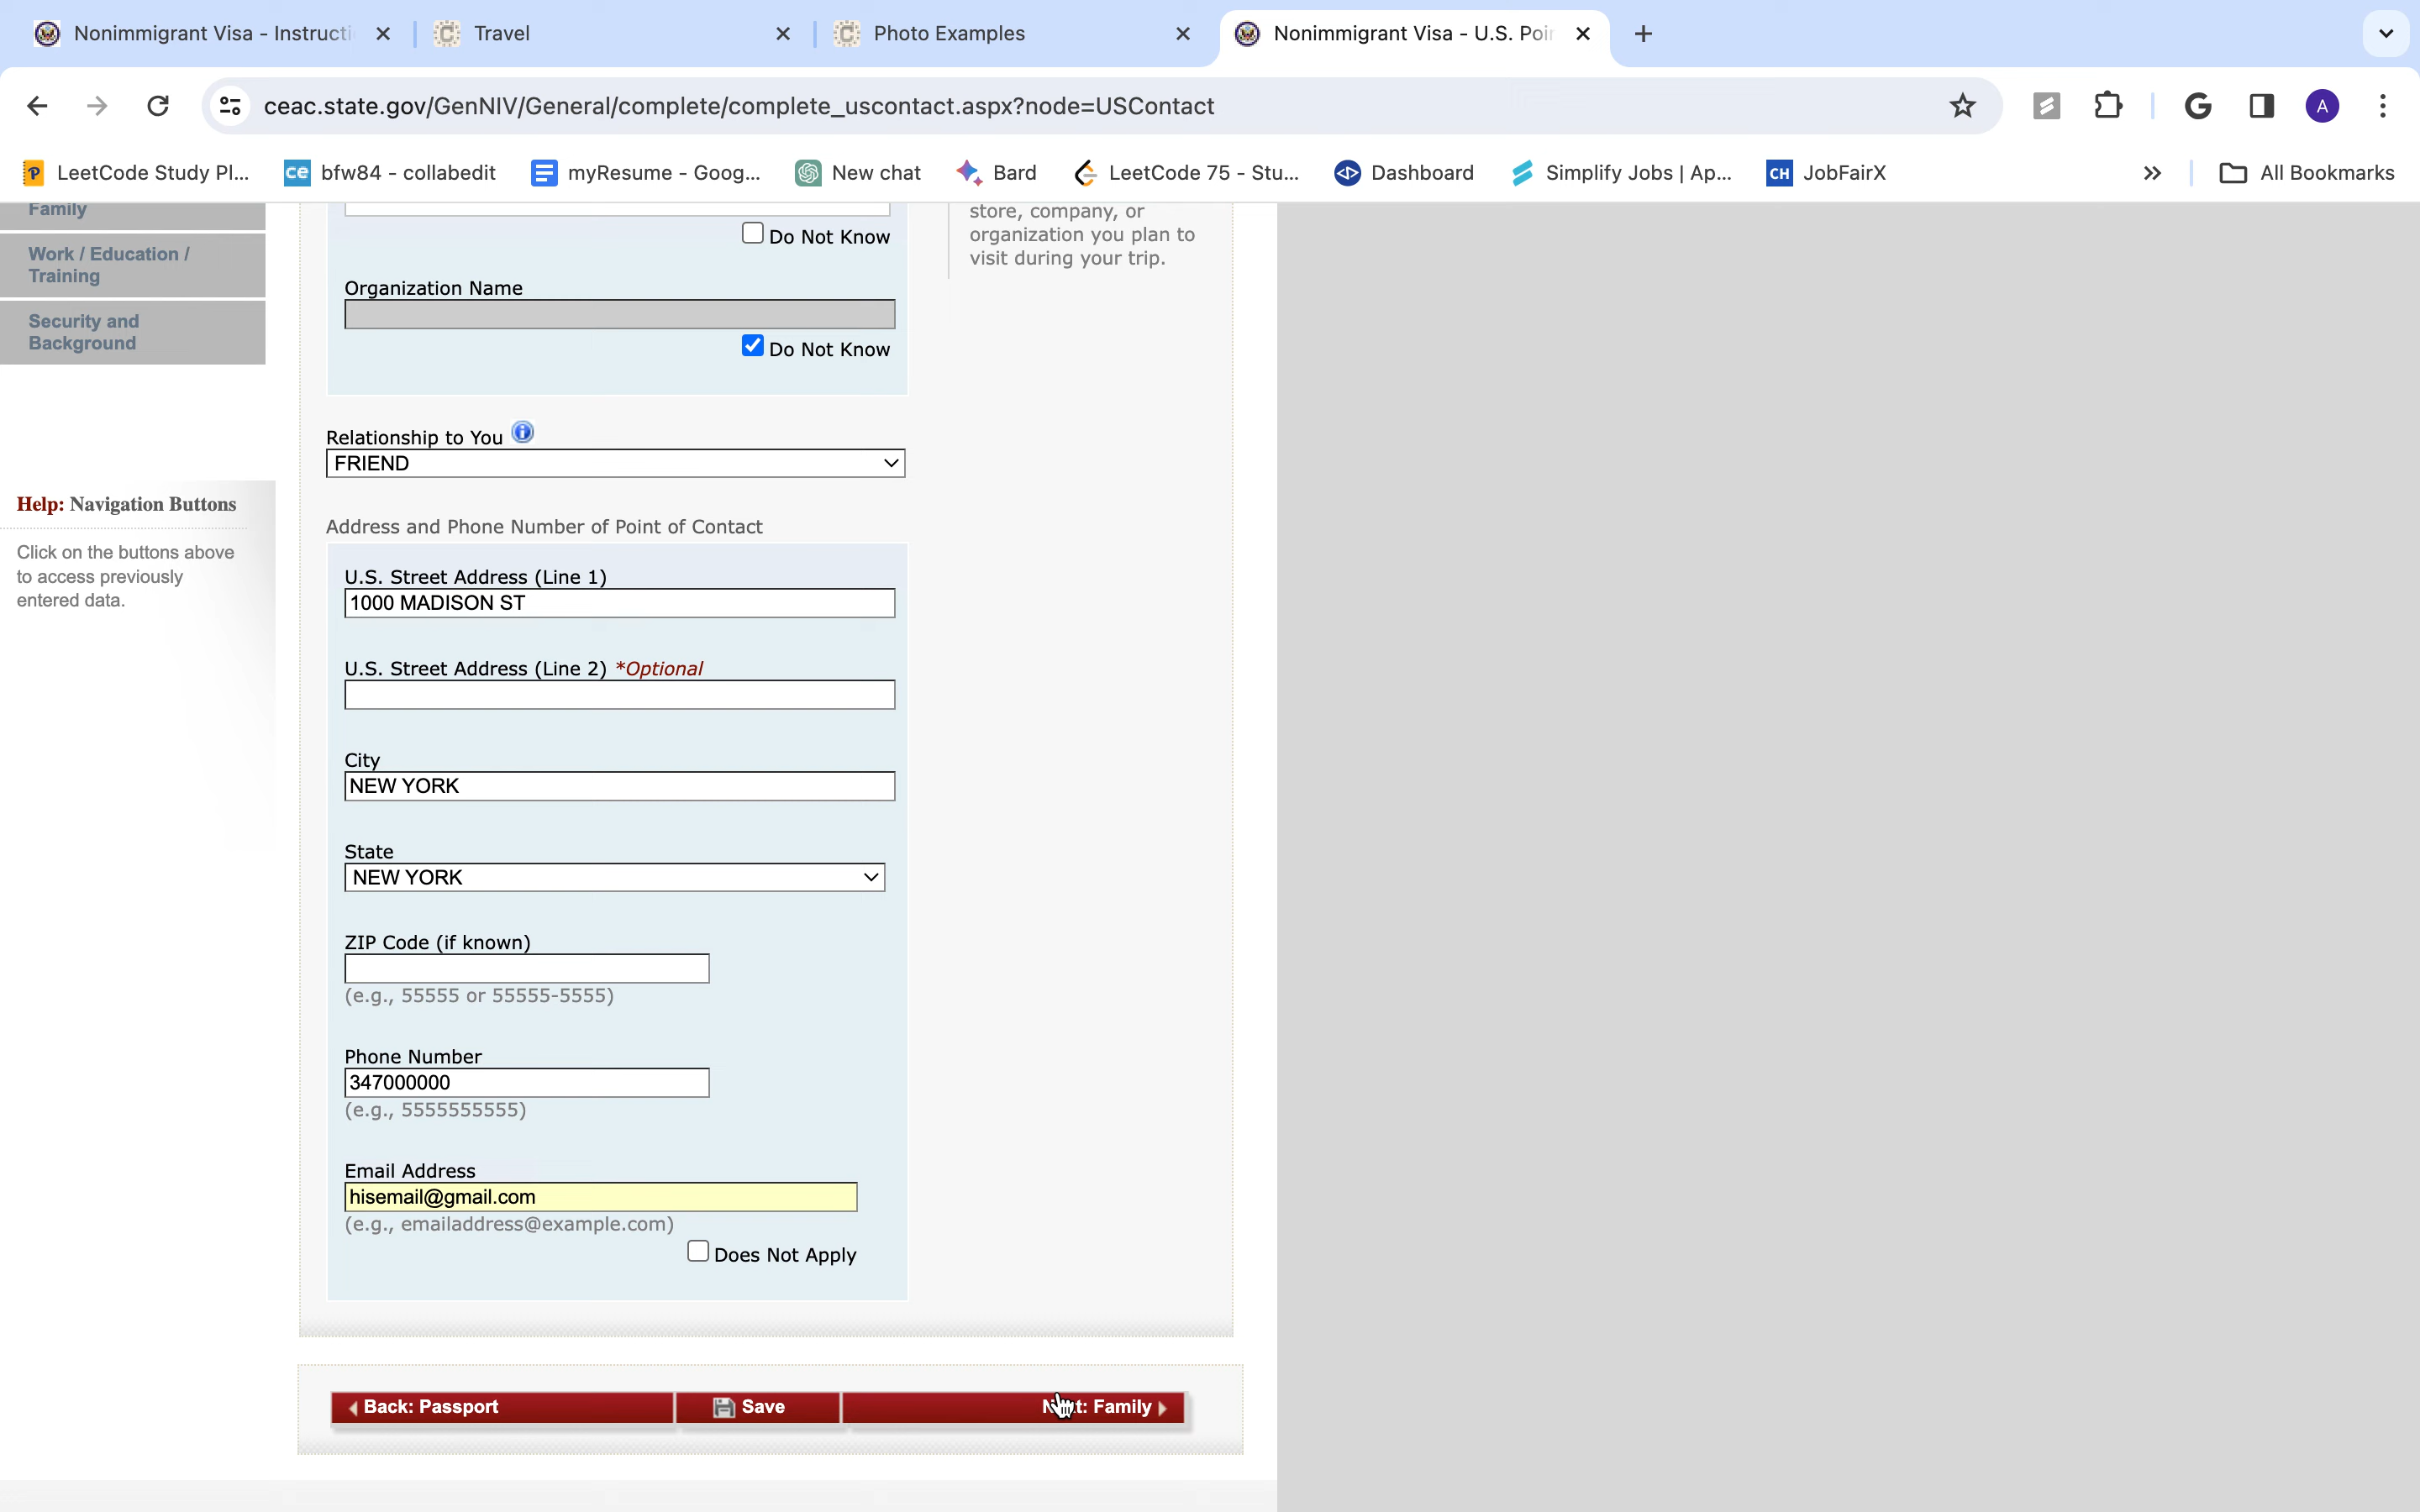 Nonimmigrant Visa - Instructi
Travel
Photo Examples
Nonimmigrant Visa - U.S. Poin
ceac.state.gov/GenNIV/General/complete/complete_uscontact.aspx?node=USContact
A
LeetCode Study Pl...
ce bfw84 - collabedit
myResume - Goog...
New chat
Bard
LeetCode 75 - Stu...
Dashboard
Simplify Jobs | Ap...
CH JobFairX
All Bookmarks
Family
Work / Education /
Training
Security and
Background
Help: Navigation Buttons
Click on the buttons above
to access previously
entered data.
store, company, or
organization you plan to
visit during your trip.
Do Not Know
Organization Name
Do Not Know
Relationship to You
FRIEND
Address and Phone Number of Point of Contact
U.S. Street Address (Line 1)
1000 MADISON ST
U.S. Street Address (Line 2) *Optional
City
NEW YORK
State
NEW YORK
ZIP Code (if known)
(e.g., 55555 or 55555-5555)
Phone Number
347000000
(e.g., 5555555555)
Email Address
hisemail@gmail.com
(e.g., emailaddress@example.com)
Does Not Apply
Back: Passport
Save
Next: Family